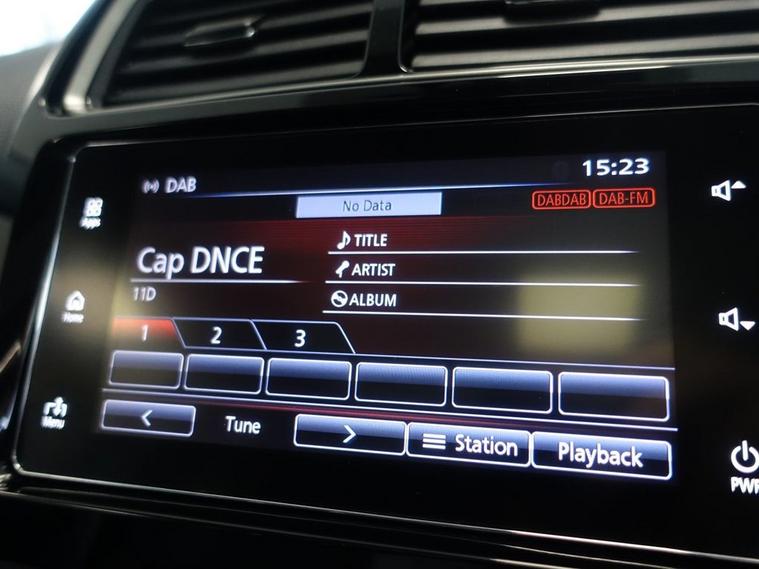 DAB
15:23
No Data
DABDAB DAB-FM
Apps
Cap DNCE
TITLE
11D
ARTIST
ALBUM
Home
1 2 3
Menu
< Tune > Station Playback
PWR